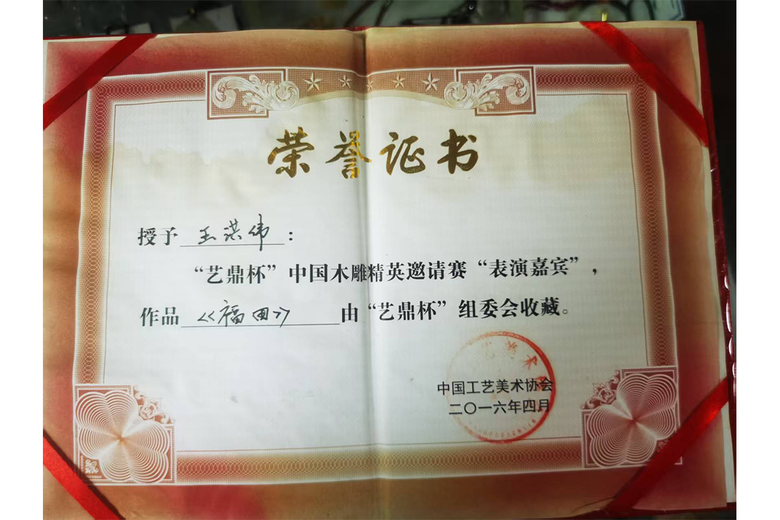 荣誉证书
授予 王洪伟：
“艺鼎杯”中国木雕精英邀请赛“表演嘉宾”，
作品《福田》由“艺鼎杯”组委会收藏。
中国工艺美术协会
二〇一六年四月